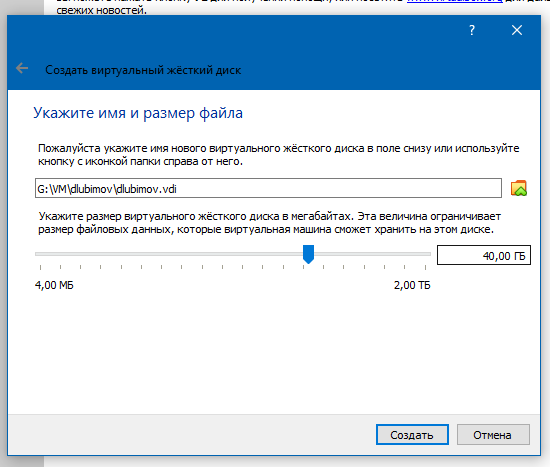 свежих новостей.
?
Создать виртуальный жёсткий диск
Укажите имя и размер файла
Пожалуйста укажите имя нового виртуального жёсткого диска в поле снизу или используйте
кнопку с иконкой папки справа от него.
G:\VM\dlubimov\dlubimov.vdi
Укажите размер виртуального жёсткого диска в мегабайтах. Эта величина ограничивает
размер файловых данных, которые виртуальная машина сможет хранить на этом диске.
40,00 ГБ
4,00 МБ
2,00 ТБ
Создать
Отмена